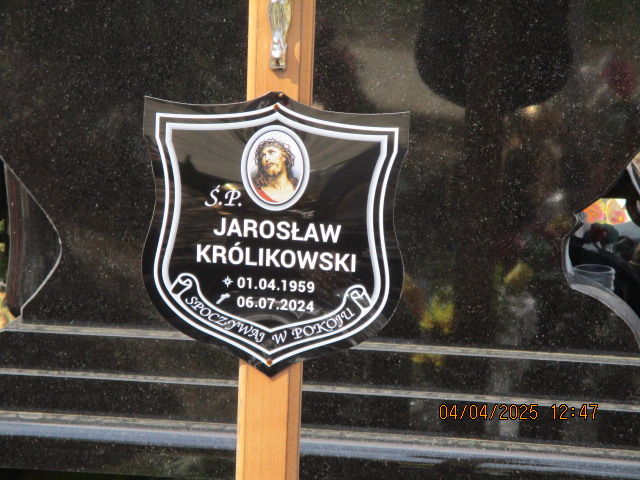 Ś.P.
JAROSŁAW
KRÓLIKOWSKI
01.04.1959
06.07.2024
SPOCZYWAJ W POKOJU
04/04/2025 12:47